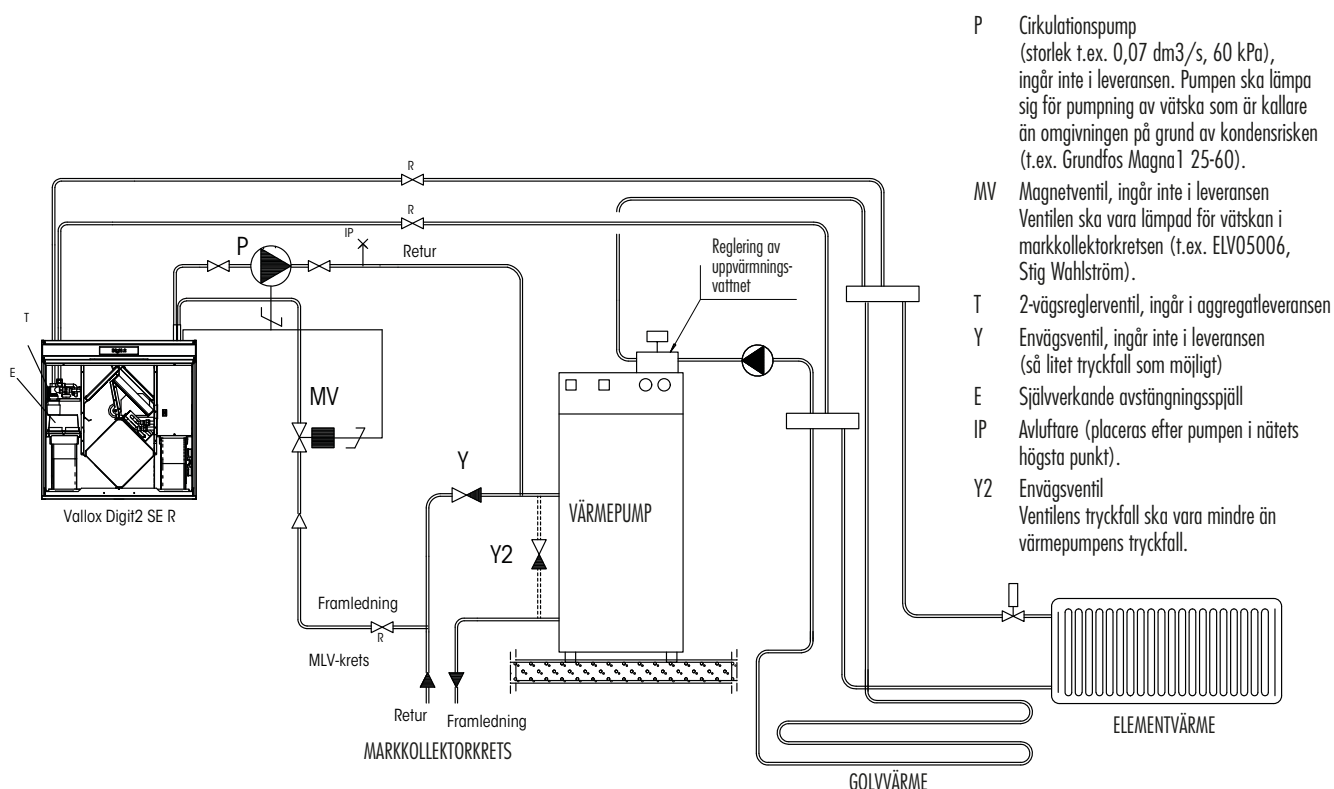 P Cirkulationspump
(storlek t.ex. 0,07 dm3/s, 60 kPa),
ingår inte i leveransen. Pumpen ska lämpa
sig för pumpning av vätska som är kallare
än omgivningen på grund av kondensrisken
(t.ex. Grundfos Magna1 25-60).
MV Magnetventil, ingår inte i leveransen
Ventilen ska vara lämpad för vätskan i
markkollektorkretsen (t.ex. ELV05006,
Stig Wahlström).
T 2-vägsreglerventil, ingår i aggregatleveransen
Y Envägsventil, ingår inte i leveransen
(så litet tryckfall som möjligt)
E Självverkande avstängningsspjäll
IP Avluftare (placeras efter pumpen i nätets
högsta punkt).
Y2 Envägsventil
Ventilens tryckfall ska vara mindre än
värmepumpens tryckfall.
R
R
P
IP
Retur
Reglering av
uppvärmnings-
vattnet
T
E
MV
Vallox Digit2 SE R
Y
VÄRMEPUMP
Y2
Framledning
R
MLV-krets
Retur
Framledning
MARKKOLLEKTORKRETS
ELEMENTVÄRME
GOLVVÄRME